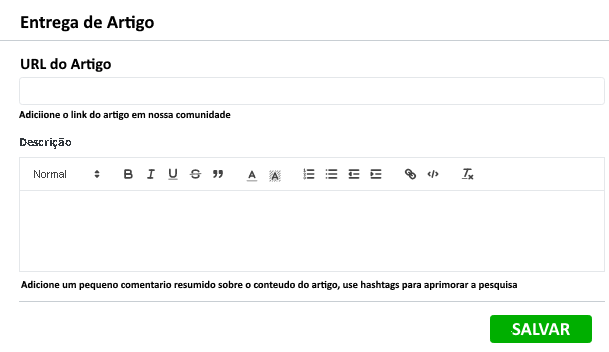 Entrega de Artigo
URL do Artigo
Adiciione o link do artigo em nossa comunidade
Descrição
Normal B I U S ” A A </> Tx
Adicione um pequeno comentario resumido sobre o conteudo do artigo, use hashtags para aprimorar a pesquisa
SALVAR